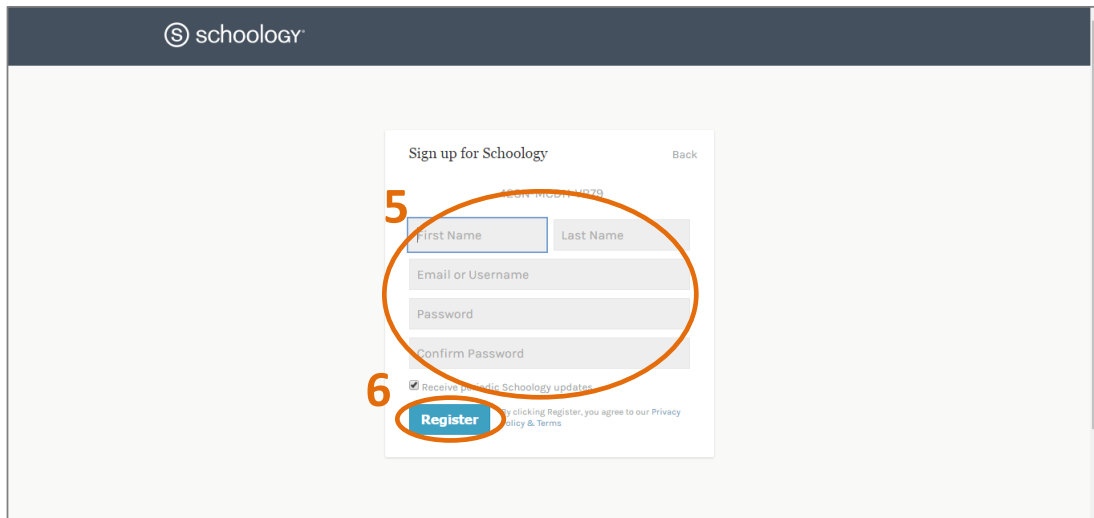 schoology
Sign up for Schoology
Back
5
First Name
Last Name
Email or Username
Password
Confirm Password
6
Receive periodic Schoology updates
Register
By clicking Register, you agree to our Privacy
Policy & Terms